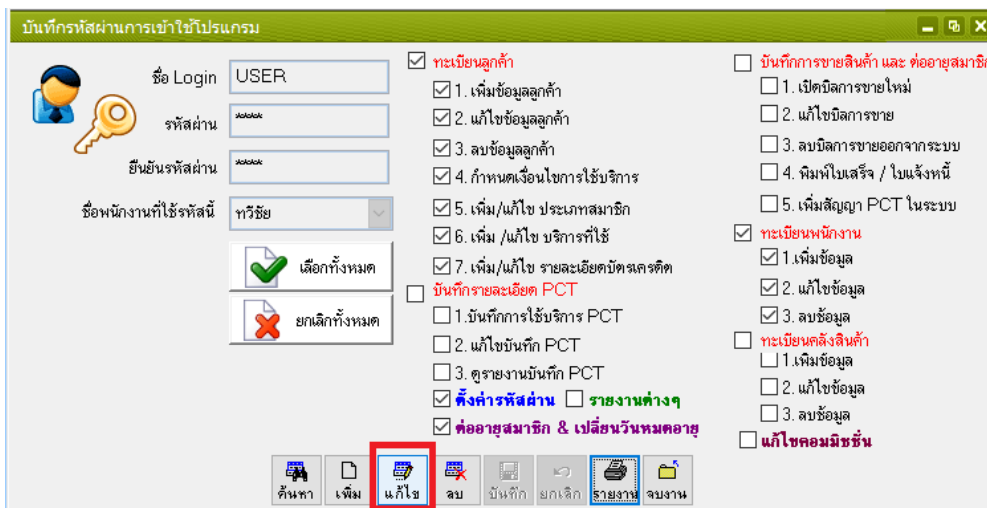 บันทึกรหัสผ่านการเข้าใช้โปรแกรม
ชื่อ Login
USER
รหัสผ่าน
*****
ยืนยันรหัสผ่าน
*****
ชื่อพนักงานที่ใช้รหัสนี้
ทวีชัย
เลือกทั้งหมด
ยกเลิกทั้งหมด
ทะเบียนลูกค้า
1. เพิ่มข้อมูลลูกค้า
2. แก้ไขข้อมูลลูกค้า
3. ลบข้อมูลลูกค้า
4. กำหนดเงื่อนไขการใช้บริการ
5. เพิ่ม/แก้ไข ประเภทสมาชิก
6. เพิ่ม /แก้ไข บริการที่ใช้
7. เพิ่ม/แก้ไข รายละเอียดบัตรเครดิต
บันทึกรายละเอียด PCT
1.บันทึกการใช้บริการ PCT
2. แก้ไขบันทึก PCT
3. ดูรายงานบันทึก PCT
ตั้งค่ารหัสผ่าน
รายงานต่างๆ
ต่ออายุสมาชิก & เปลี่ยนวันหมดอายุ
บันทึกการขายสินค้า และ ต่ออายุสมาชิก
1. เปิดบิลการขายใหม่
2. แก้ไขบิลการขาย
3. ลบบิลการขายออกจากระบบ
4. พิมพ์ใบเสร็จ / ใบแจ้งหนี้
5. เพิ่มสัญญา PCT ในระบบ
ทะเบียนพนักงาน
1.เพิ่มข้อมูล
2. แก้ไขข้อมูล
3. ลบข้อมูล
ทะเบียนคลังสินค้า
1.เพิ่มข้อมูล
2. แก้ไขข้อมูล
3. ลบข้อมูล
แก้ไขคอมมิชชั่น
ค้นหา
เพิ่ม
แก้ไข
ลบ
บันทึก
ยกเลิก
รายงาน
จบงาน